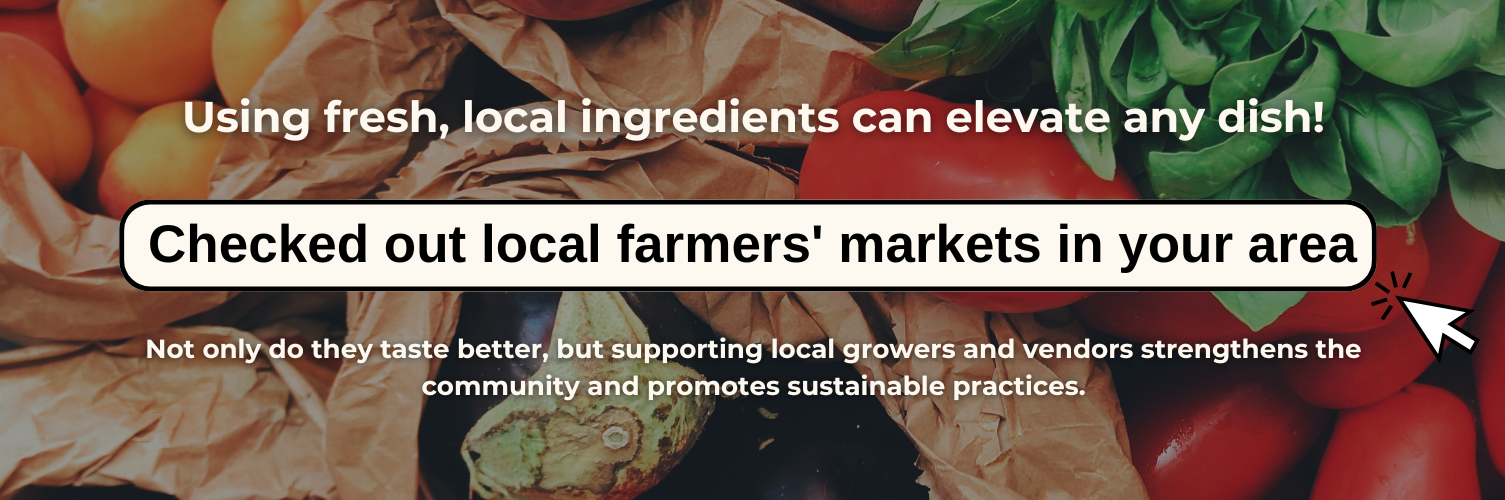 Using fresh, local ingredients can elevate any dish!
Checked out local farmers' markets in your area
Not only do they taste better, but supporting local growers and vendors strengthens the
community and promotes sustainable practices.